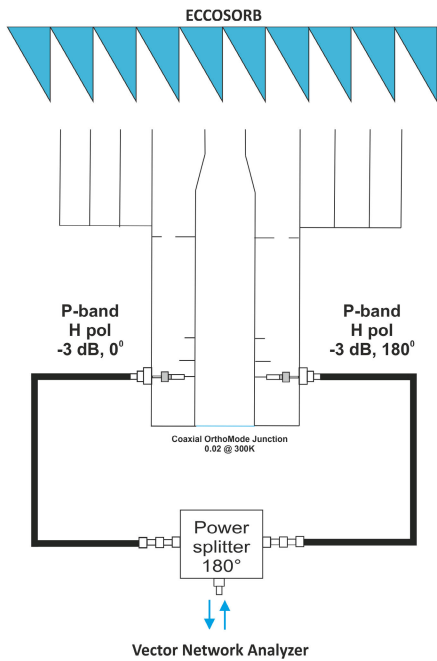 ECCOSORB
P-band
H pol
-3 dB, 0⁰
P-band
H pol
-3 dB, 180⁰
Coaxial OrthoMode Junction
0.02 @ 300K
Power
splitter
180°
Vector Network Analyzer